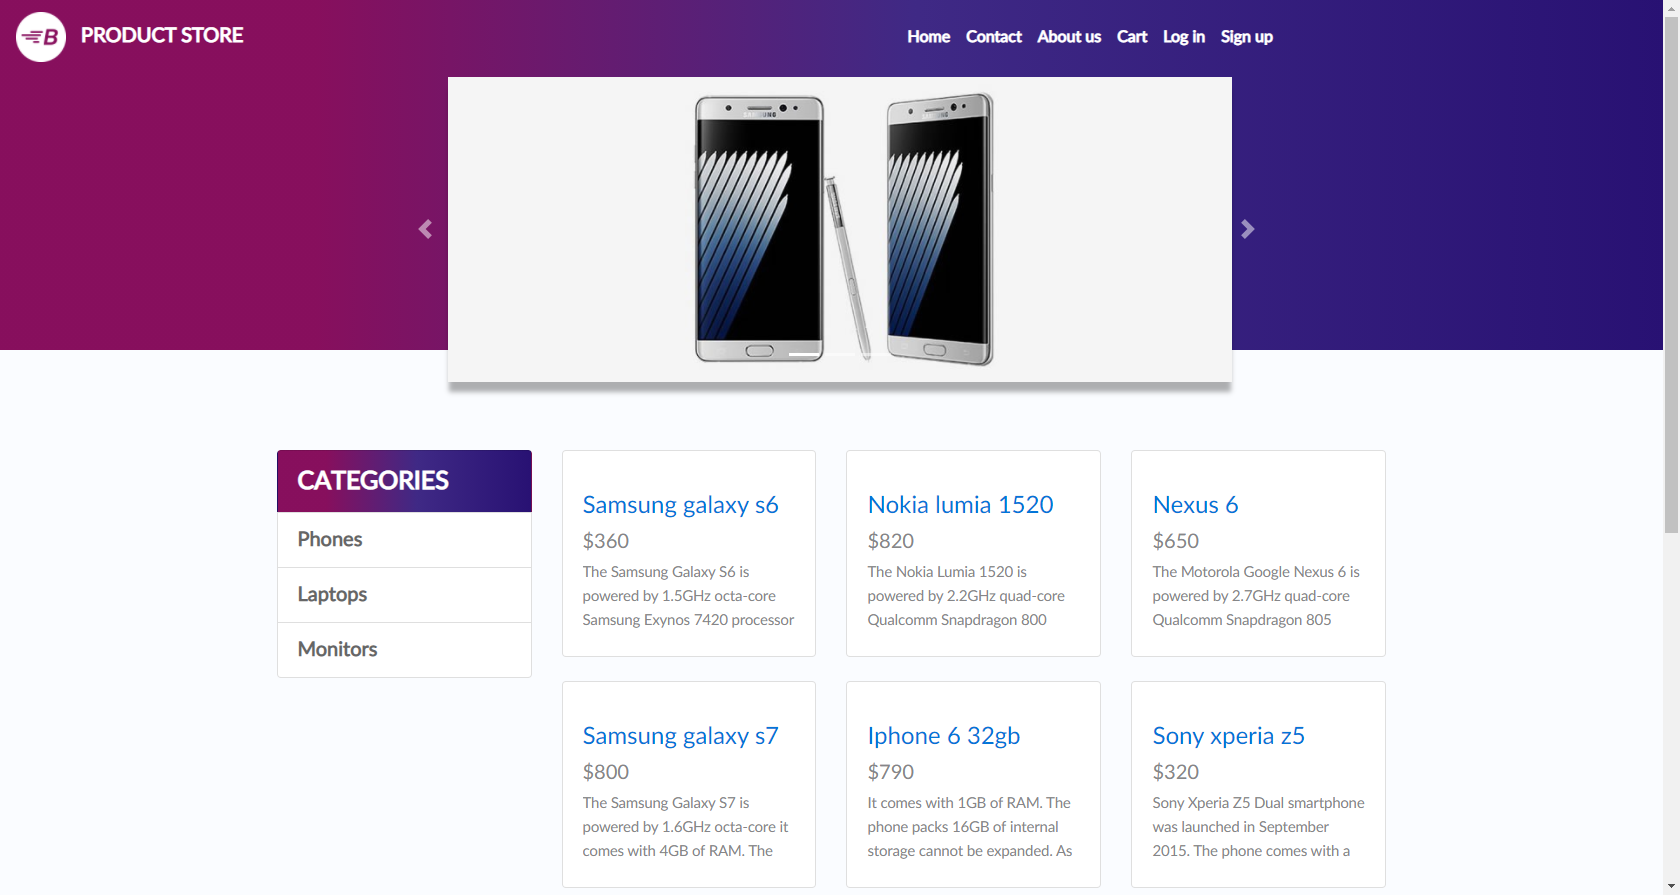 B PRODUCT STORE
Home Contact About us Cart Log in Sign up
SAMSUNG
SAMSUNG
CATEGORIES
Phones
Laptops
Monitors
Samsung galaxy s6
$360
The Samsung Galaxy S6 is
powered by 1.5GHz octa-core
Samsung Exynos 7420 processor
Nokia lumia 1520
$820
The Nokia Lumia 1520 is
powered by 2.2GHz quad-core
Qualcomm Snapdragon 800
Nexus 6
$650
The Motorola Google Nexus 6 is
powered by 2.7GHz quad-core
Qualcomm Snapdragon 805
Samsung galaxy s7
$800
The Samsung Galaxy S7 is
powered by 1.6GHz octa-core it
comes with 4GB of RAM. The
Iphone 6 32gb
$790
It comes with 1GB of RAM. The
phone packs 16GB of internal
storage cannot be expanded. As
Sony xperia z5
$320
Sony Xperia Z5 Dual smartphone
was launched in September
2015. The phone comes with a